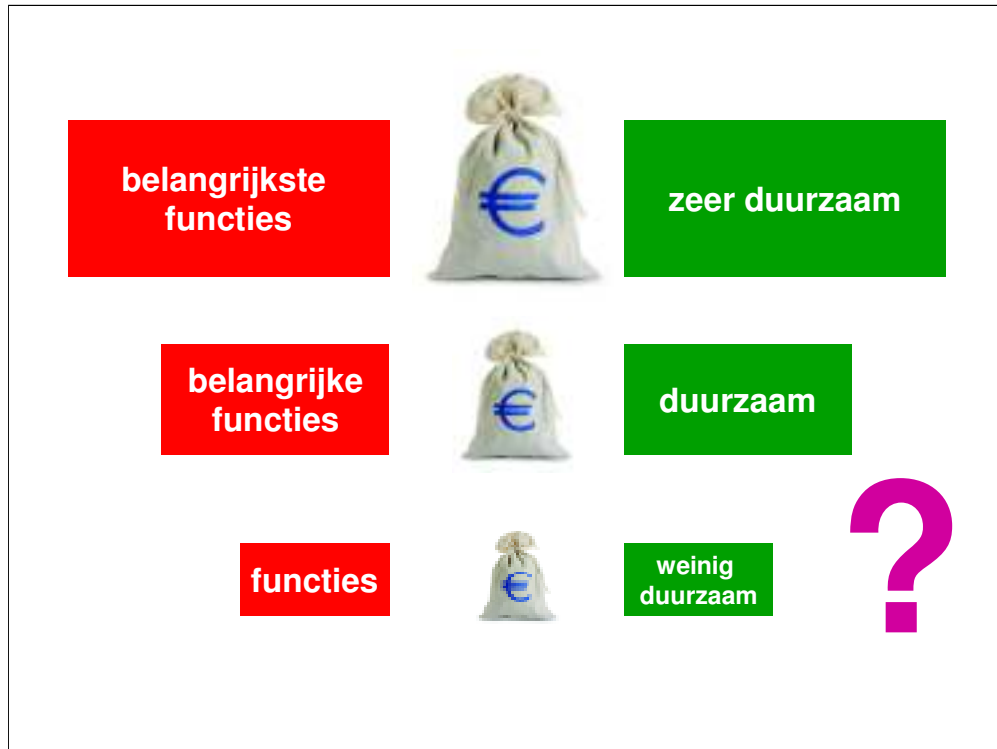 belangrijkste
functies
€
zeer duurzaam
belangrijke
functies
€
duurzaam
functies
€
weinig
duurzaam
?